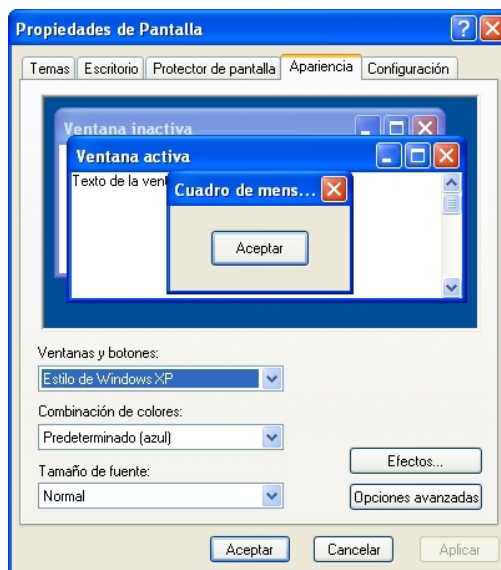 Propiedades de Pantalla
Temas Escritorio Protector de pantalla Apariencia Configuración
Ventana inactiva
Ventana activa
Texto de la ven
Cuadro de mens...
Aceptar
Ventanas y botones:
Estilo de Windows XP
Combinación de colores:
Predeterminado (azul)
Tamaño de fuente:
Normal
Efectos...
Opciones avanzadas
Aceptar Cancelar Aplicar